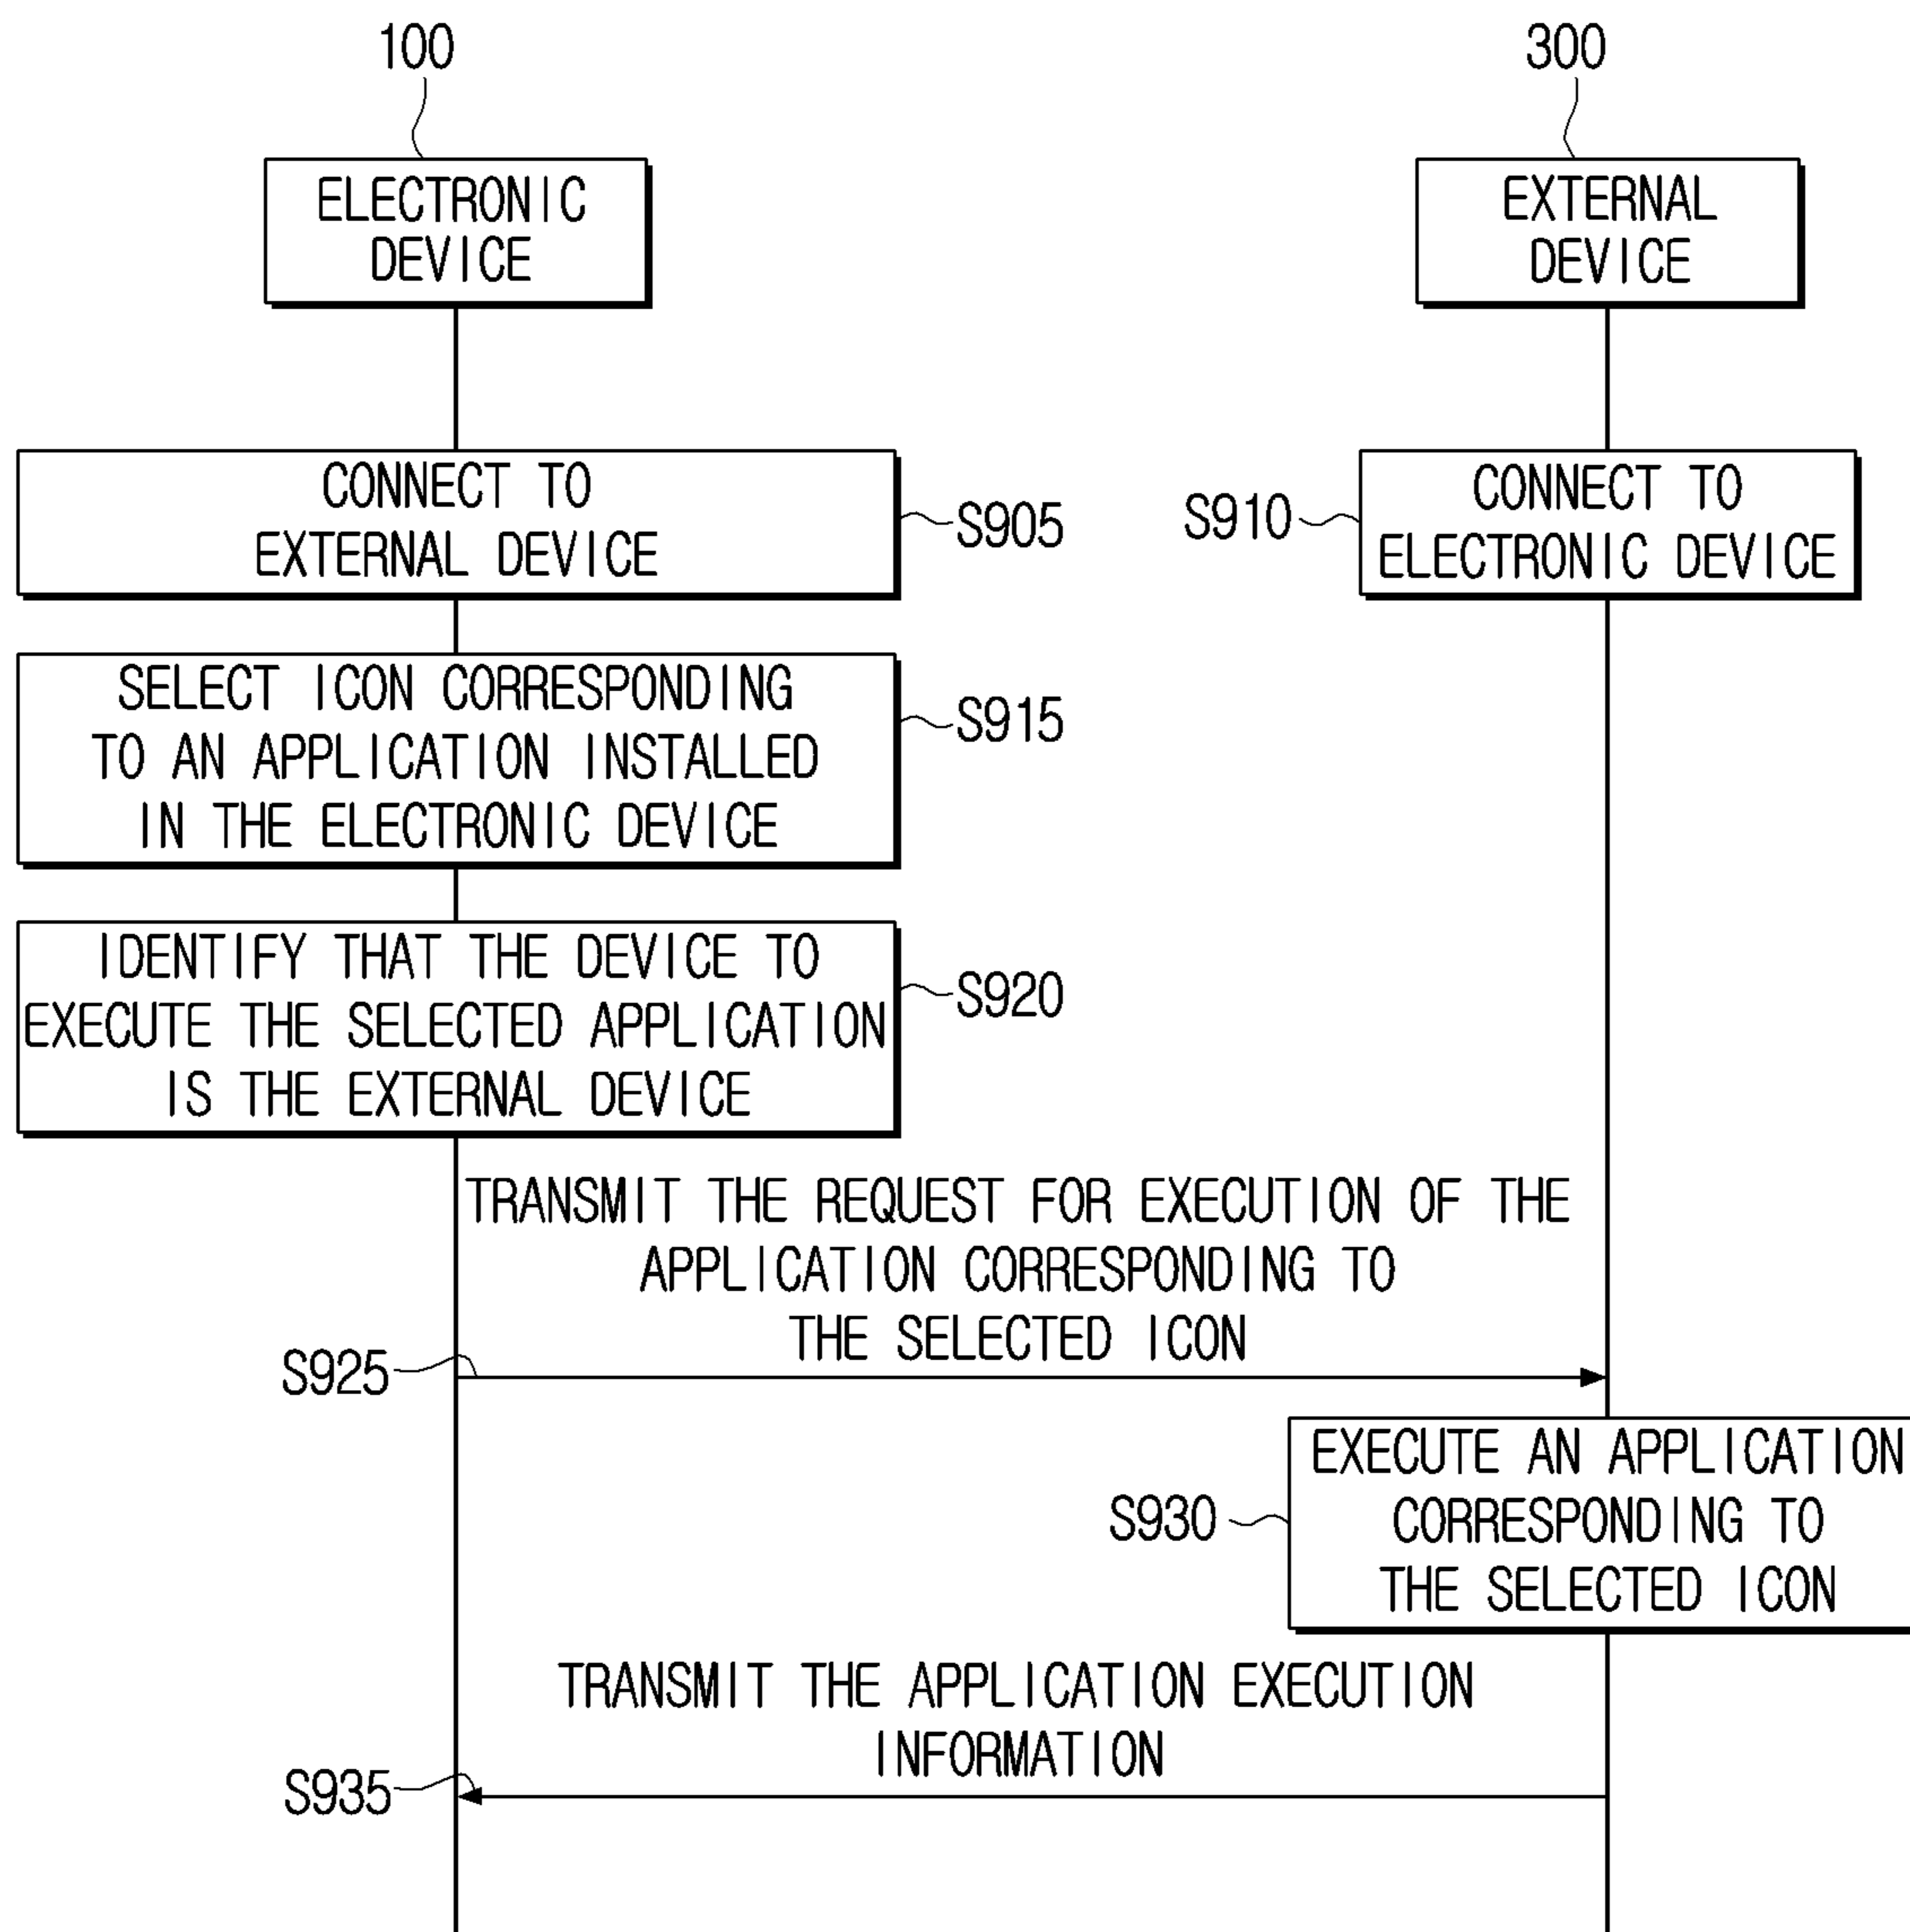 100
300
ELECTRONIC
DEVICE
EXTERNAL
DEVICE
CONNECT TO
EXTERNAL DEVICE
S905
S910
CONNECT TO
ELECTRONIC DEVICE
SELECT ICON CORRESPONDING
TO AN APPLICATION INSTALLED
IN THE ELECTRONIC DEVICE
S915
IDENTIFY THAT THE DEVICE TO
EXECUTE THE SELECTED APPLICATION
IS THE EXTERNAL DEVICE
S920
TRANSMIT THE REQUEST FOR EXECUTION OF THE
APPLICATION CORRESPONDING TO
THE SELECTED ICON
S925
EXECUTE AN APPLICATION
CORRESPONDING TO
THE SELECTED ICON
S930
TRANSMIT THE APPLICATION EXECUTION
INFORMATION
S935